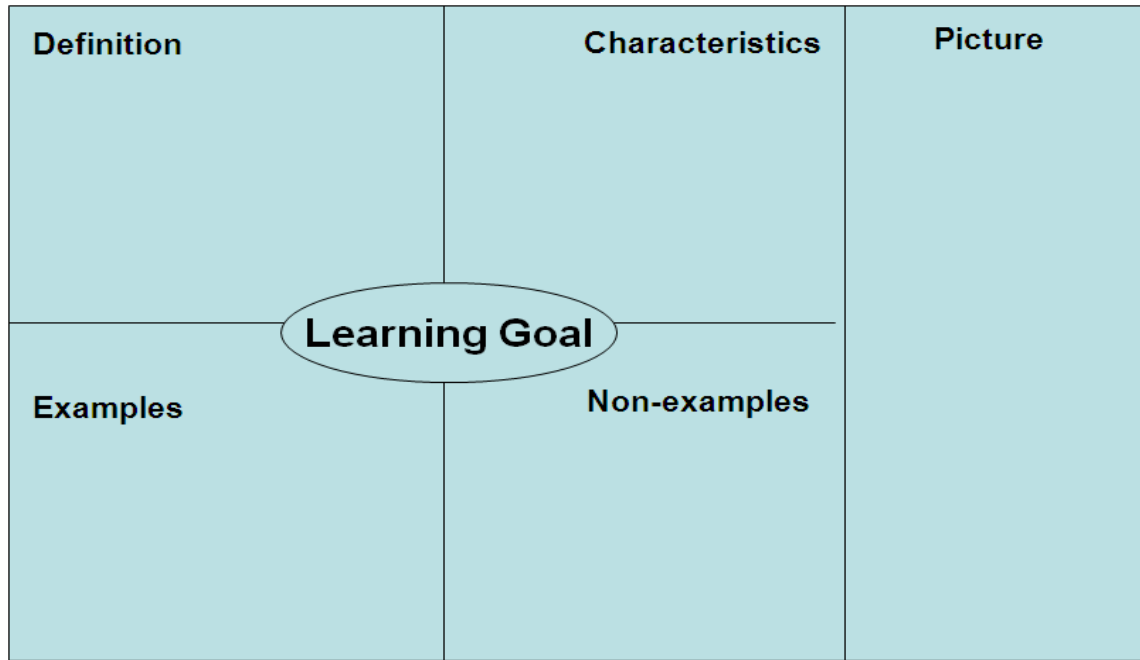 Definition
Characteristics
Picture
Learning Goal
Examples
Non-examples